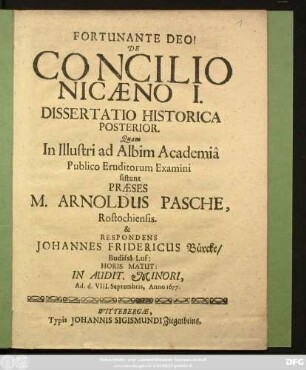 FORTUNANTE DEO!
DE
CONCILIO
NICÆNO I.
DISSERTATIO HISTORICA
POSTERIOR.
Quam
In Illustri ad Albim Academiâ
Publico Eruditorum Examini
sistunt
PRÆSES
M. ARNOLDUS PASCHE,
Rostochiensis.
&
RESPONDENS
JOHANNES FRIDERICUS Bürcke/
Budissâ-Lus:
HORIS MATUT:
IN AUDIT. MINORI,
Ad. d. VIII. Septembris, Anno 1677.
WITTEBERGÆ,
Typis JOHANNIS SIGISMUNDI Ziegenbeins.